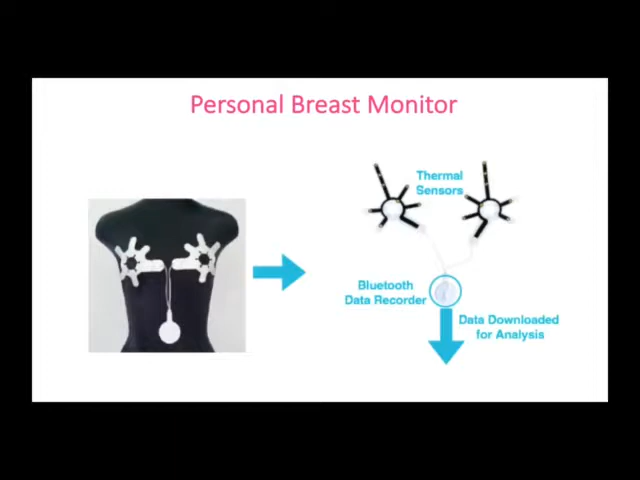 Personal Breast Monitor
Thermal
Sensors
Bluetooth
Data Recorder
Data Downloaded
for Analysis